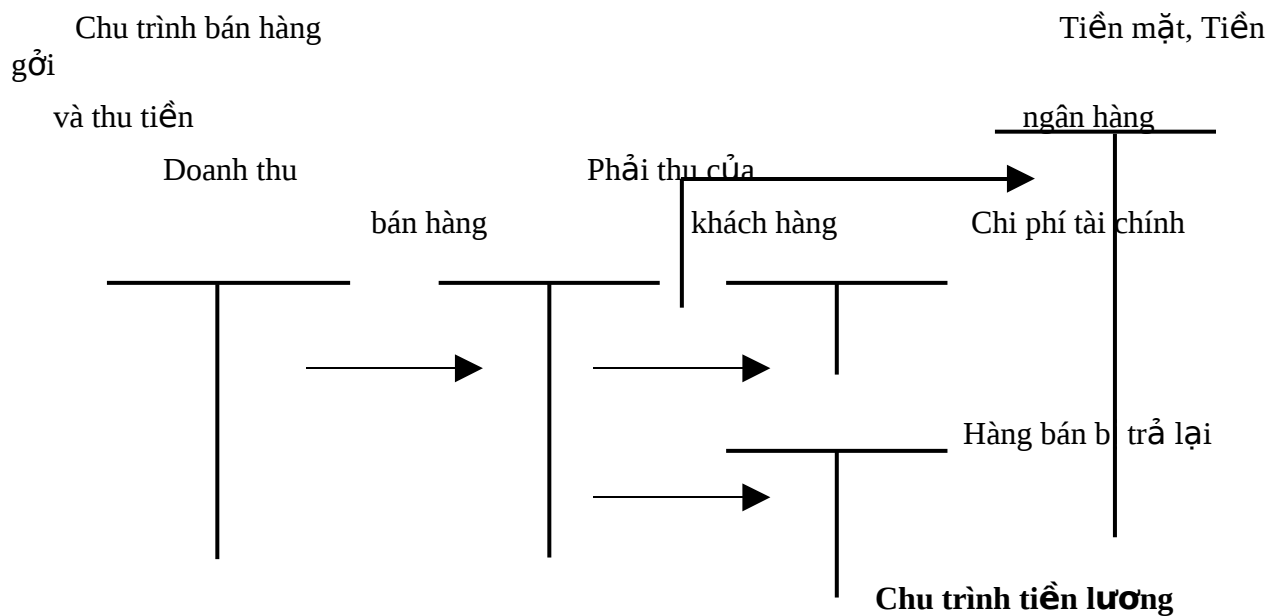 Chu trình bán hàng Tiền mặt, Tiền
gởi
và thu tiền ngân hàng
Doanh thu Phải thu của
bán hàng khách hàng Chi phí tài chính
Hàng bán bị trả lại
Chu trình tiền lương